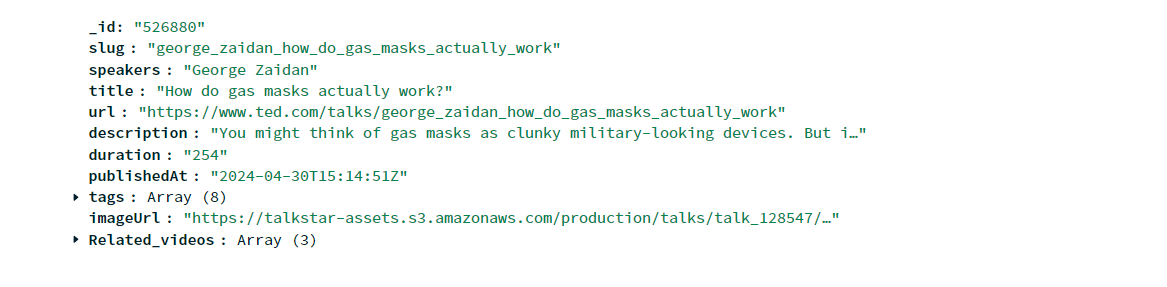 _id: "526880"
slug : "george_zaidan_how_do_gas_masks_actually_work"
speakers : "George Zaidan"
title : "How do gas masks actually work?"
url : "https://www.ted.com/talks/george_zaidan_how_do_gas_masks_actually_work"
description : "You might think of gas masks as clunky military-looking devices. But i…"
duration : "254"
publishedAt : "2024-04-30T15:14:51Z"
tags : Array (8)
imageUrl : "https://talkstar-assets.s3.amazonaws.com/production/talks/talk_128547/…"
Related_videos : Array (3)